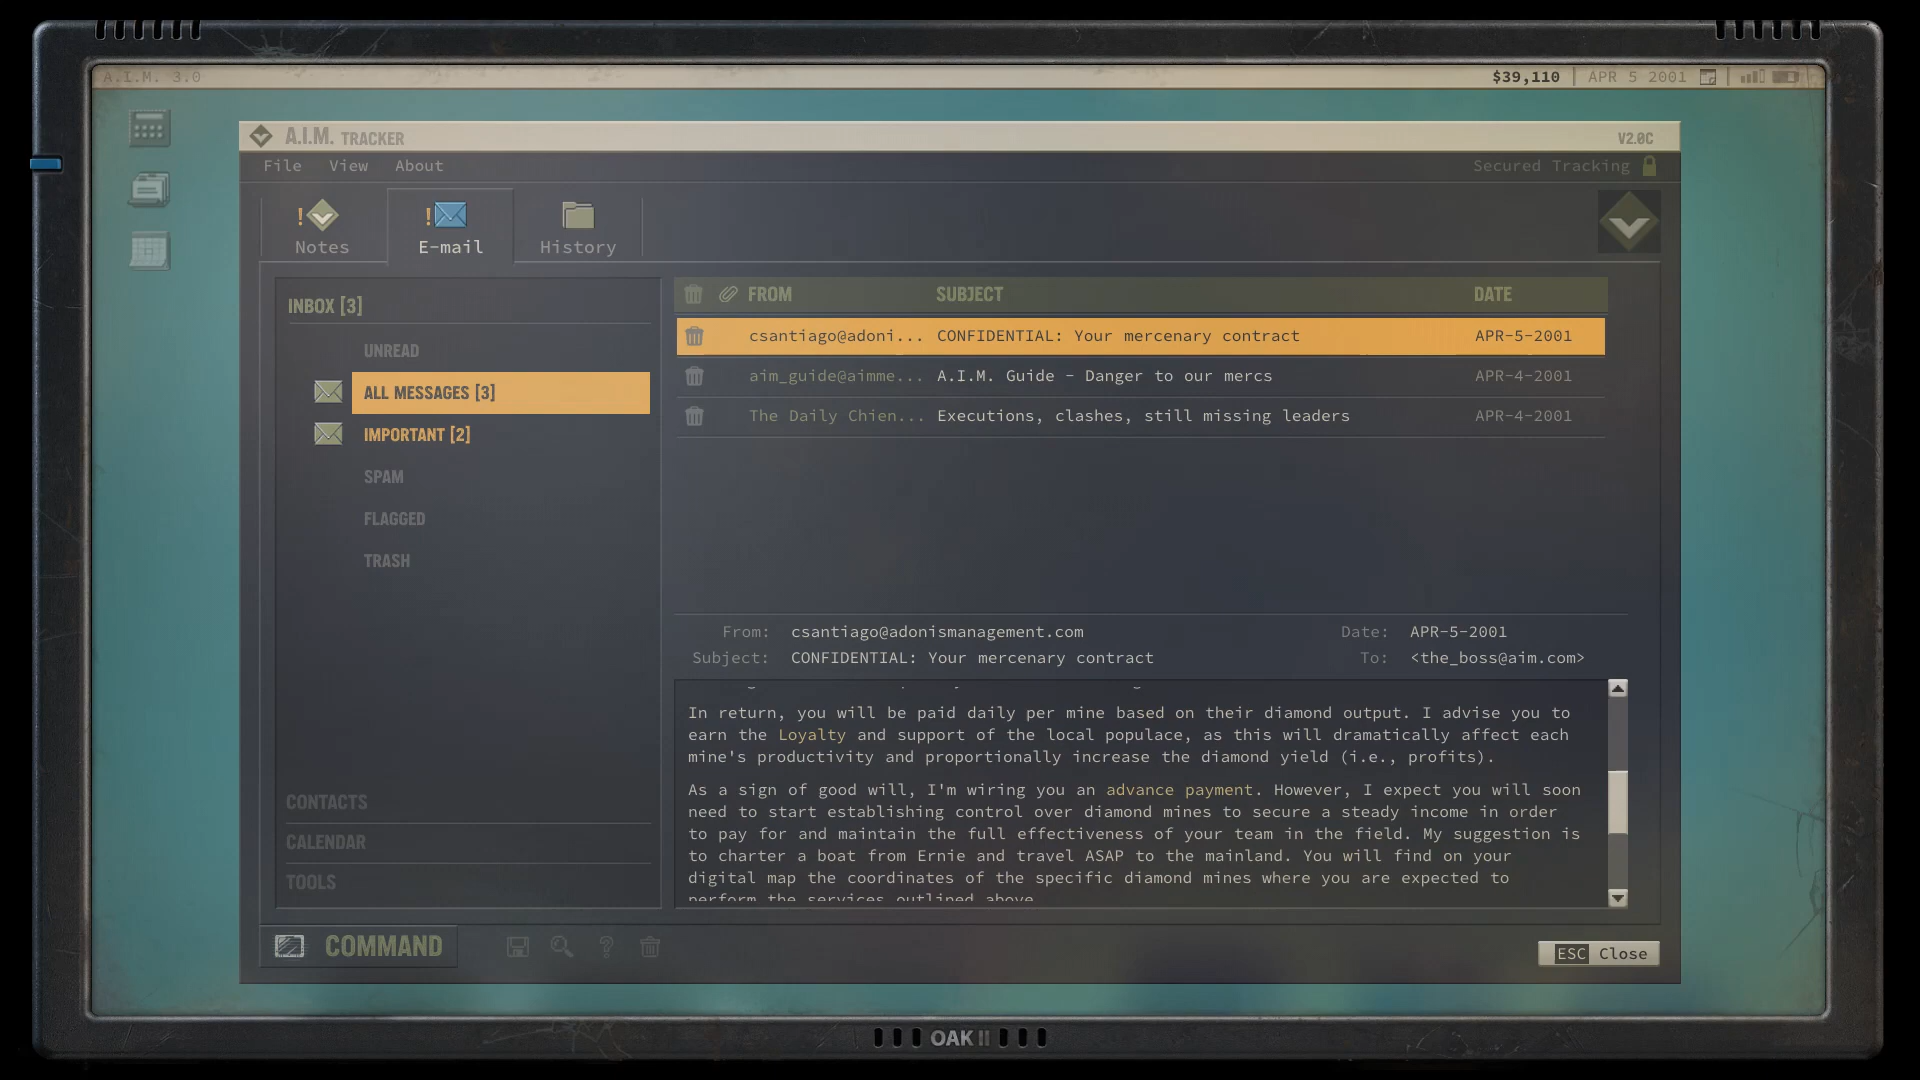 A.I.M. 3.0
$39,110 | APR 5 2001
A.I.M. TRACKER
V2.0C
File View About
Secured Tracking
! Notes
! E-mail
History
INBOX [3]
UNREAD
ALL MESSAGES [3]
IMPORTANT [2]
SPAM
FLAGGED
TRASH
CONTACTS
CALENDAR
TOOLS
FROM SUBJECT DATE
csantiago@adoni... CONFIDENTIAL: Your mercenary contract APR-5-2001
aim_guide@aimme... A.I.M. Guide - Danger to our mercs APR-4-2001
The Daily Chien... Executions, clashes, still missing leaders APR-4-2001
From: csantiago@adonismanagement.com Date: APR-5-2001
Subject: CONFIDENTIAL: Your mercenary contract To: <the_boss@aim.com>
In return, you will be paid daily per mine based on their diamond output. I advise you to
earn the Loyalty and support of the local populace, as this will dramatically affect each
mine's productivity and proportionally increase the diamond yield (i.e., profits).
As a sign of good will, I'm wiring you an advance payment. However, I expect you will soon
need to start establishing control over diamond mines to secure a steady income in order
to pay for and maintain the full effectiveness of your team in the field. My suggestion is
to charter a boat from Ernie and travel ASAP to the mainland. You will find on your
digital map the coordinates of the specific diamond mines where you are expected to
perform the services outlined above.
COMMAND
?
ESC Close
OAK II